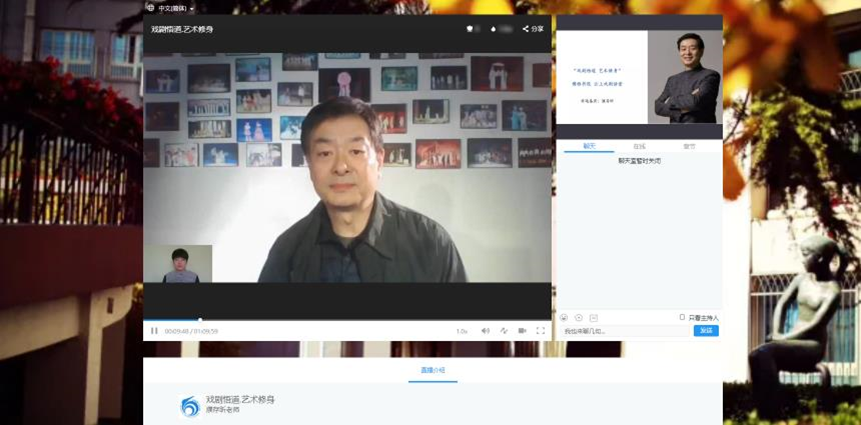 中文(简体)
戏剧悟道,艺术修身
分享
"戏剧悟道 艺术修身"
聊天
在线
章节
聊天室暂时关闭
只看主持人
我也来聊几句...
发送
00:09:48 / 01:09:59
1.0x
直播介绍
戏剧悟道,艺术修身
濮存昕老师